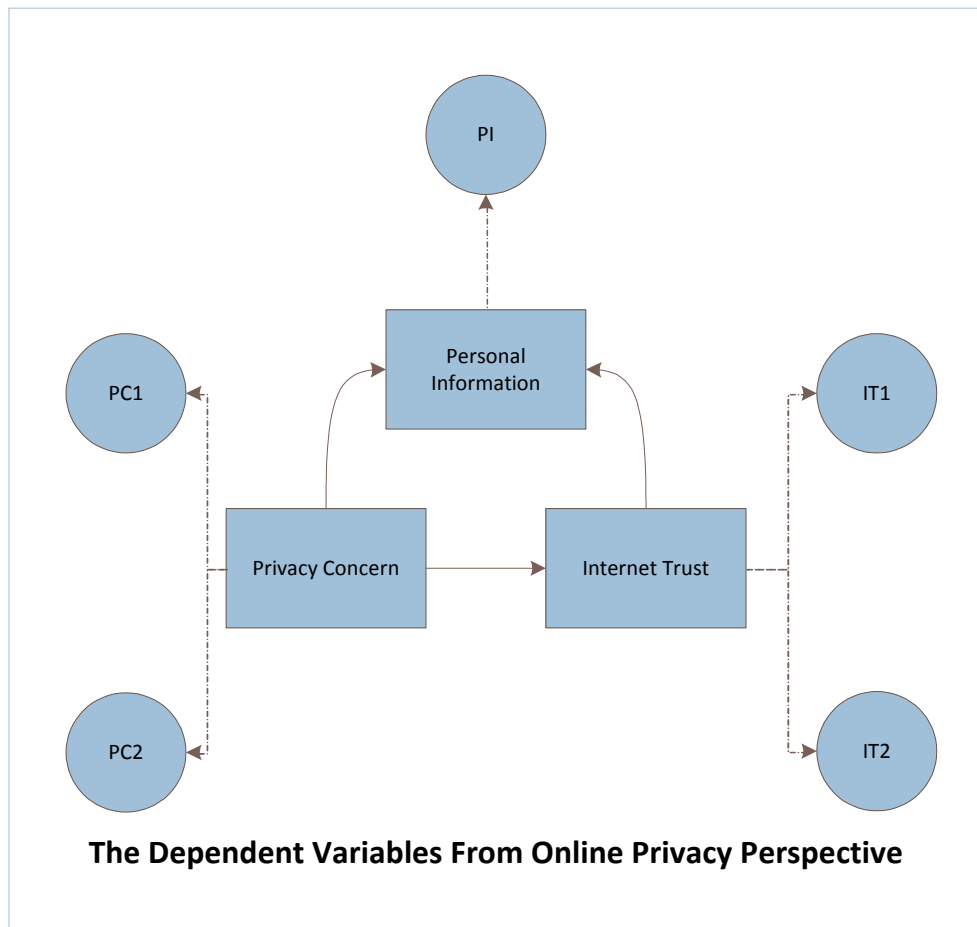 PI
Personal
Information
PC1
IT1
Privacy Concern
Internet Trust
PC2
IT2
The Dependent Variables From Online Privacy Perspective